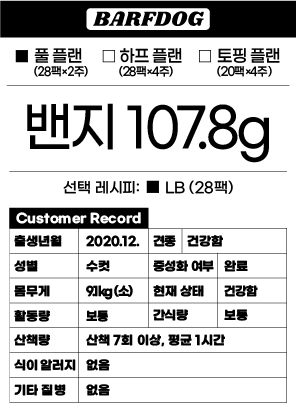 BARFDOG
■ 풀 플랜 □ 하프 플랜 □ 토핑 플랜
(28팩×2주) (28팩×4주) (20팩×4주)
밴지 107.8g
선택 레시피: ■ LB (28팩)
Customer Record
출생년월 2020.12. 견종 건강함
성별 수컷 중성화 여부 완료
몸무게 9.1kg(소) 현재 상태 건강함
활동량 보통 간식량 보통
산책량 산책 7회 이상, 평균 1시간
식이 알러지 없음
기타 질병 없음